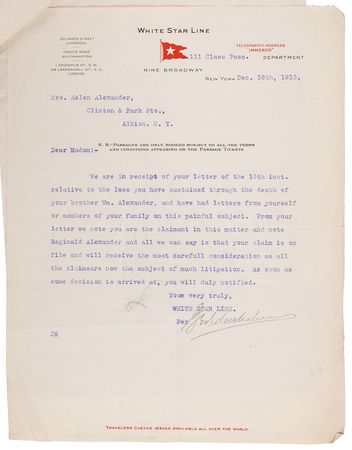 WHITE STAR LINE
30 JAMES STREET
LIVERPOOL
CANUTE ROAD
SOUTHAMPTON
1 COCKSPUR ST., S. W.
38 LEADENHALL ST., E. C.
LONDON
TELEGRAPHIC ADDRESS
"IMMERCO"
111 Class Pass. DEPARTMENT
NINE BROADWAY
NEW YORK Dec. 18th, 1913.
Mrs. Helen Alexander,
Clinton & Park Sts.,
Albion. N. Y.
N. B.: PASSAGES ARE ONLY BOOKED SUBJECT TO ALL THE TERMS
AND CONDITIONS APPEARING ON THE PASSAGE TICKETS
Dear Madam:-
We are in receipt of your letter of the 15th inst.
relative to the loss you have sustained through the death of
your brother Wm. Alexander, and have had letters from yourself
or members of your family on this painful subject. From your
letter we note you are the claimant in this matter and note
Reginald Alexander and all we can say is that your claim is on
file and will receive the most carefull consideration as all
the claimsare now the subject of much litigation. As soon as
some decision is arrived at, you will duly notified.
Yours very truly,
WHITE STAR LINE.
Per
JH
TRAVELERS CHECKS ISSUED AVAILABLE ALL OVER THE WORLD